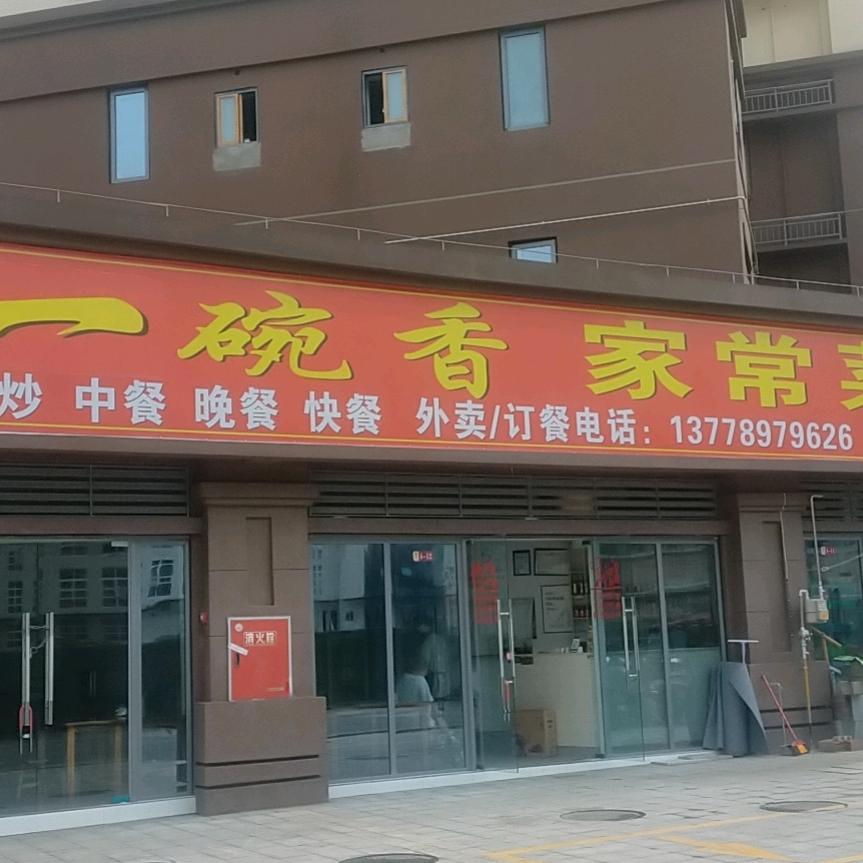 一碗香 家常菜
炒 中餐 晚餐 快餐 外卖/订餐电话：13778979626
消火栓